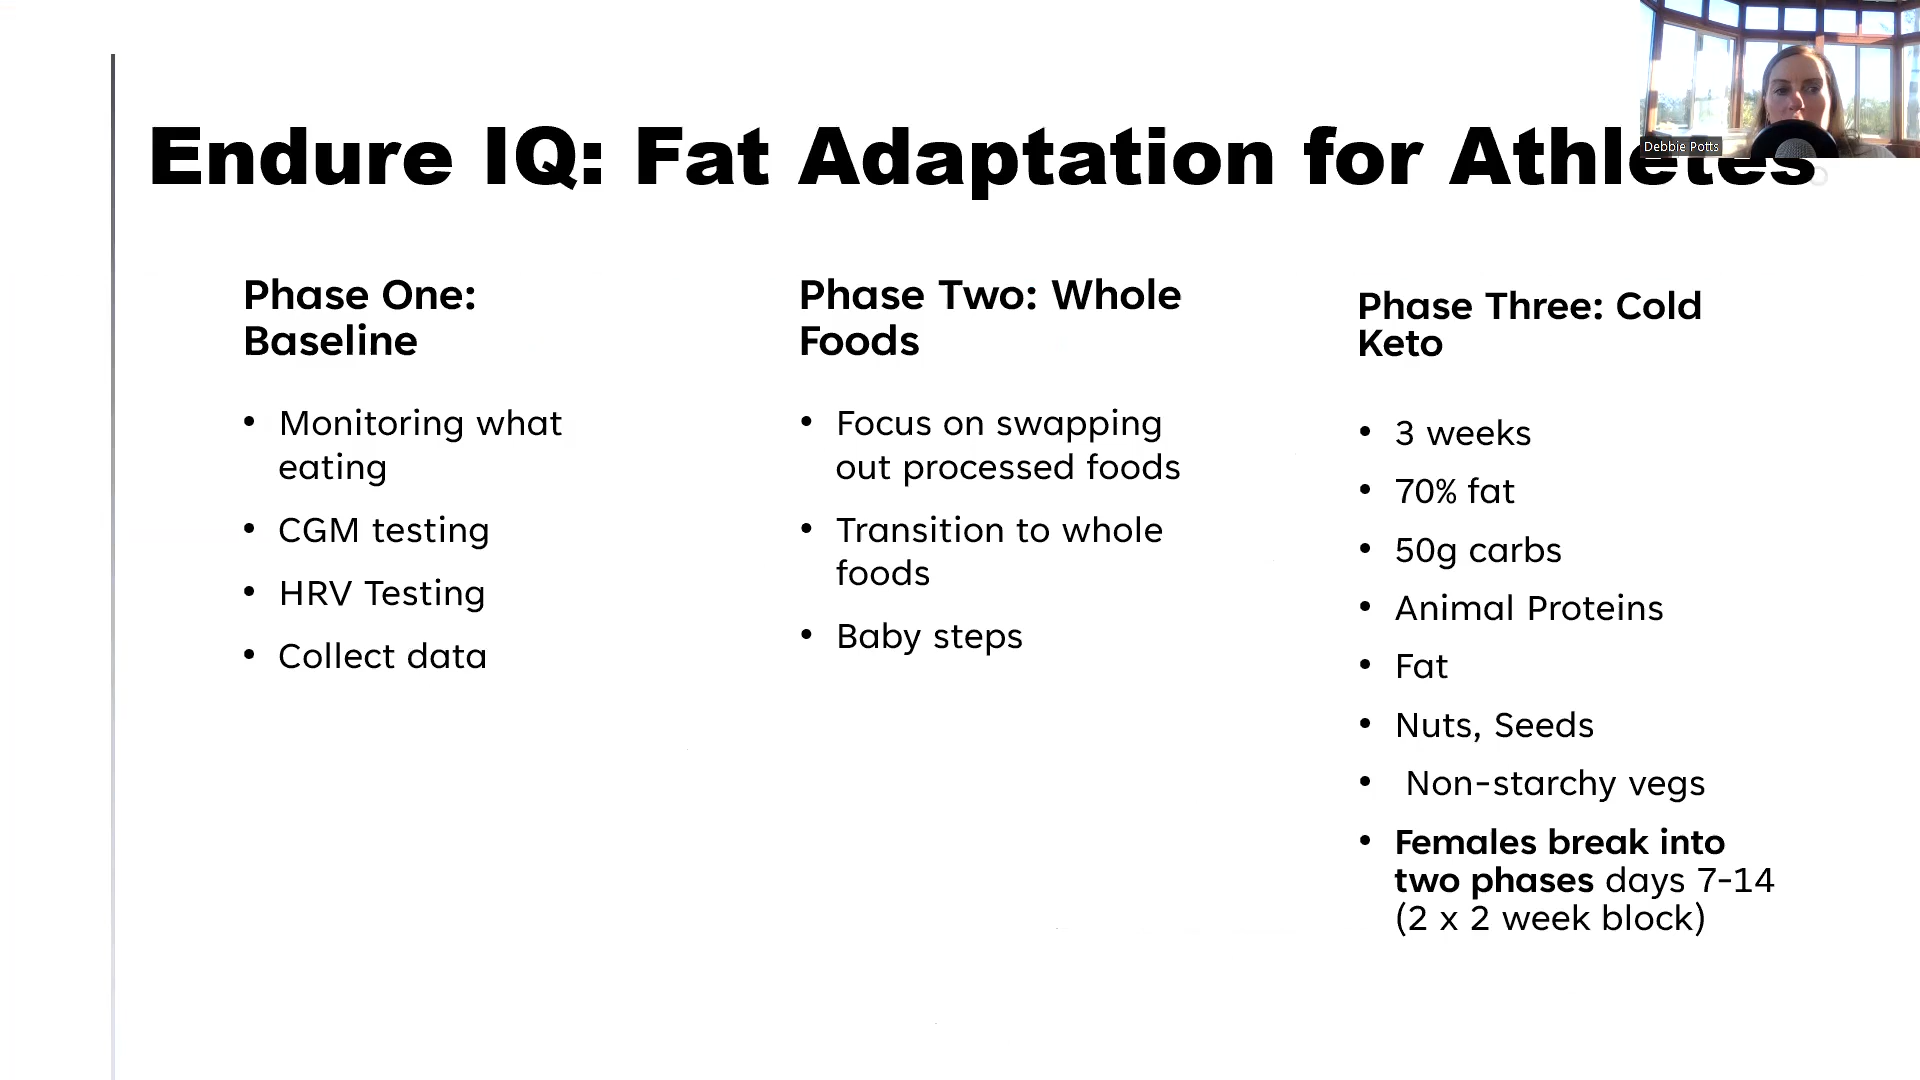 Debbie Potts
Endure IQ: Fat Adaptation for Athletes
Phase One:
Baseline
• Monitoring what
eating
• CGM testing
• HRV Testing
• Collect data
Phase Two: Whole
Foods
• Focus on swapping
out processed foods
• Transition to whole
foods
• Baby steps
Phase Three: Cold
Keto
• 3 weeks
• 70% fat
• 50g carbs
• Animal Proteins
• Fat
• Nuts, Seeds
• Non-starchy vegs
• Females break into
two phases days 7-14
(2 x 2 week block)